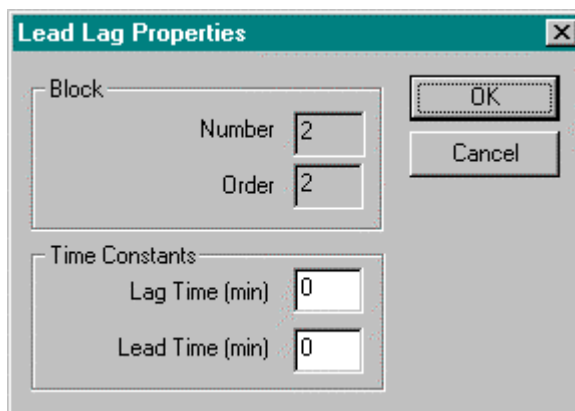 Lead Lag Properties
Block
Number 2
Order 2
OK
Cancel
Time Constants
Lag Time (min) 0
Lead Time (min) 0